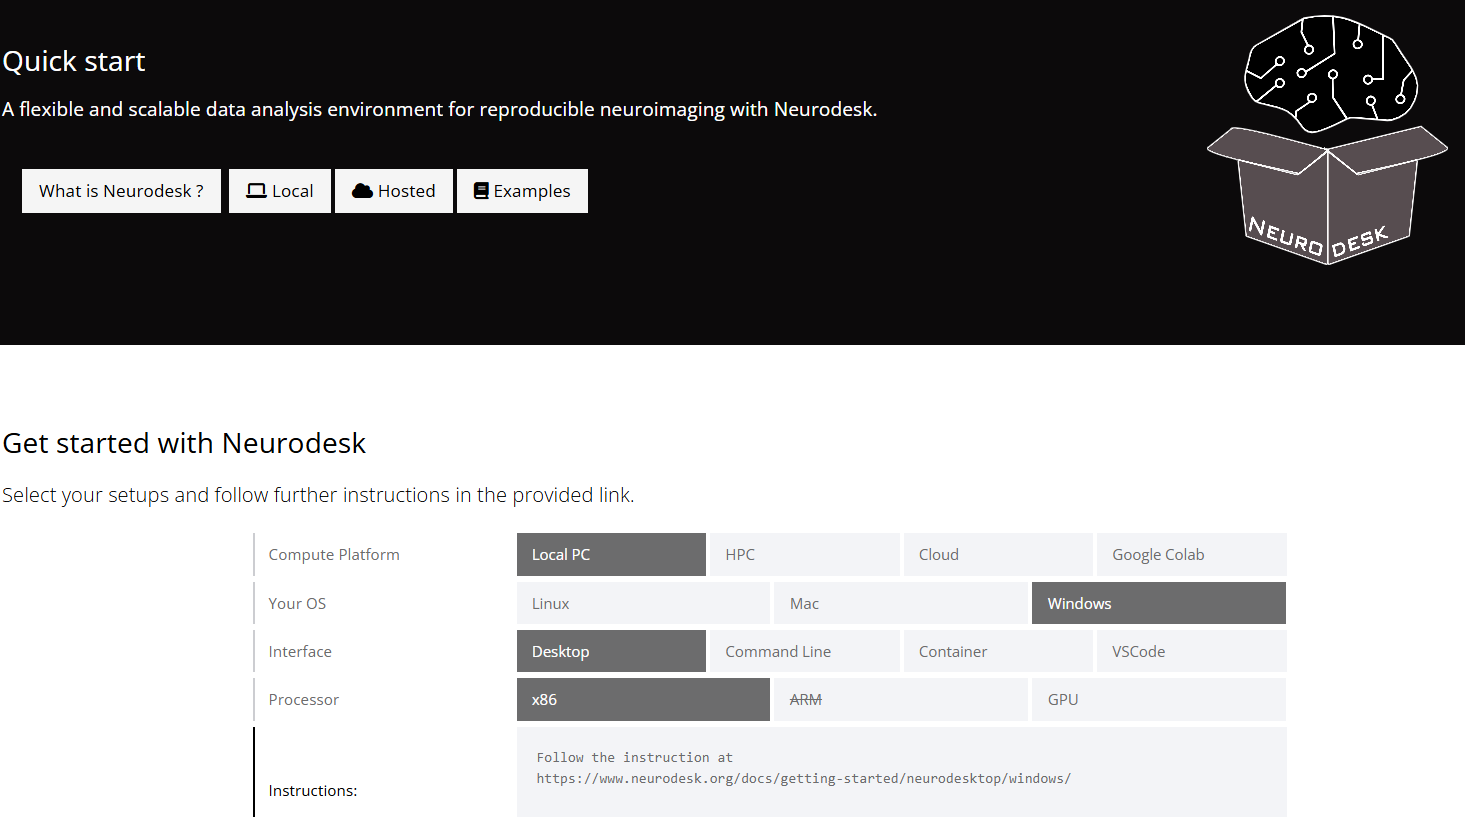 Quick start
A flexible and scalable data analysis environment for reproducible neuroimaging with Neurodesk.
What is Neurodesk ? Local Hosted Examples
NEURO DESK
Get started with Neurodesk
Select your setups and follow further instructions in the provided link.
Compute Platform Local PC HPC Cloud Google Colab
Your OS Linux Mac Windows
Interface Desktop Command Line Container VSCode
Processor x86 ARM GPU
Follow the instruction at
https://www.neurodesk.org/docs/getting-started/neurodesktop/windows/
Instructions: